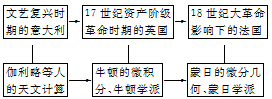 文艺复兴时
期的意大利
17世纪资产阶级
革命时期的英国
18世纪大革命
影响下的法国
伽利略等人
的天文计算
牛顿的微积
分、牛顿学派
蒙日的微分几
何、蒙日学派